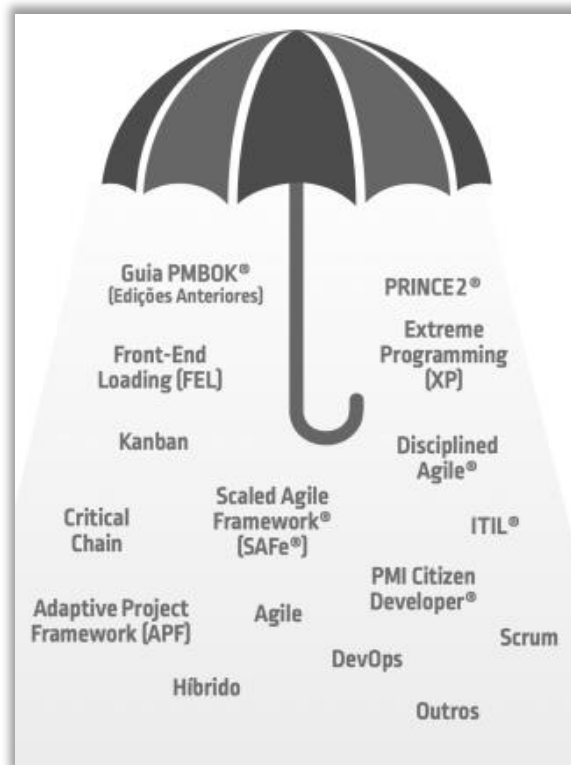 Guia PMBOK®
(Edições Anteriores)
PRINCE2®
Front-End
Loading (FEL)
Extreme
Programming
(XP)
Kanban
Disciplined
Agile®
Critical
Chain
Scaled Agile
Framework®
(SAFe®)
ITIL®
PMI Citizen
Developer®
Adaptive Project
Framework (APF)
Agile
Scrum
DevOps
Híbrido
Outros